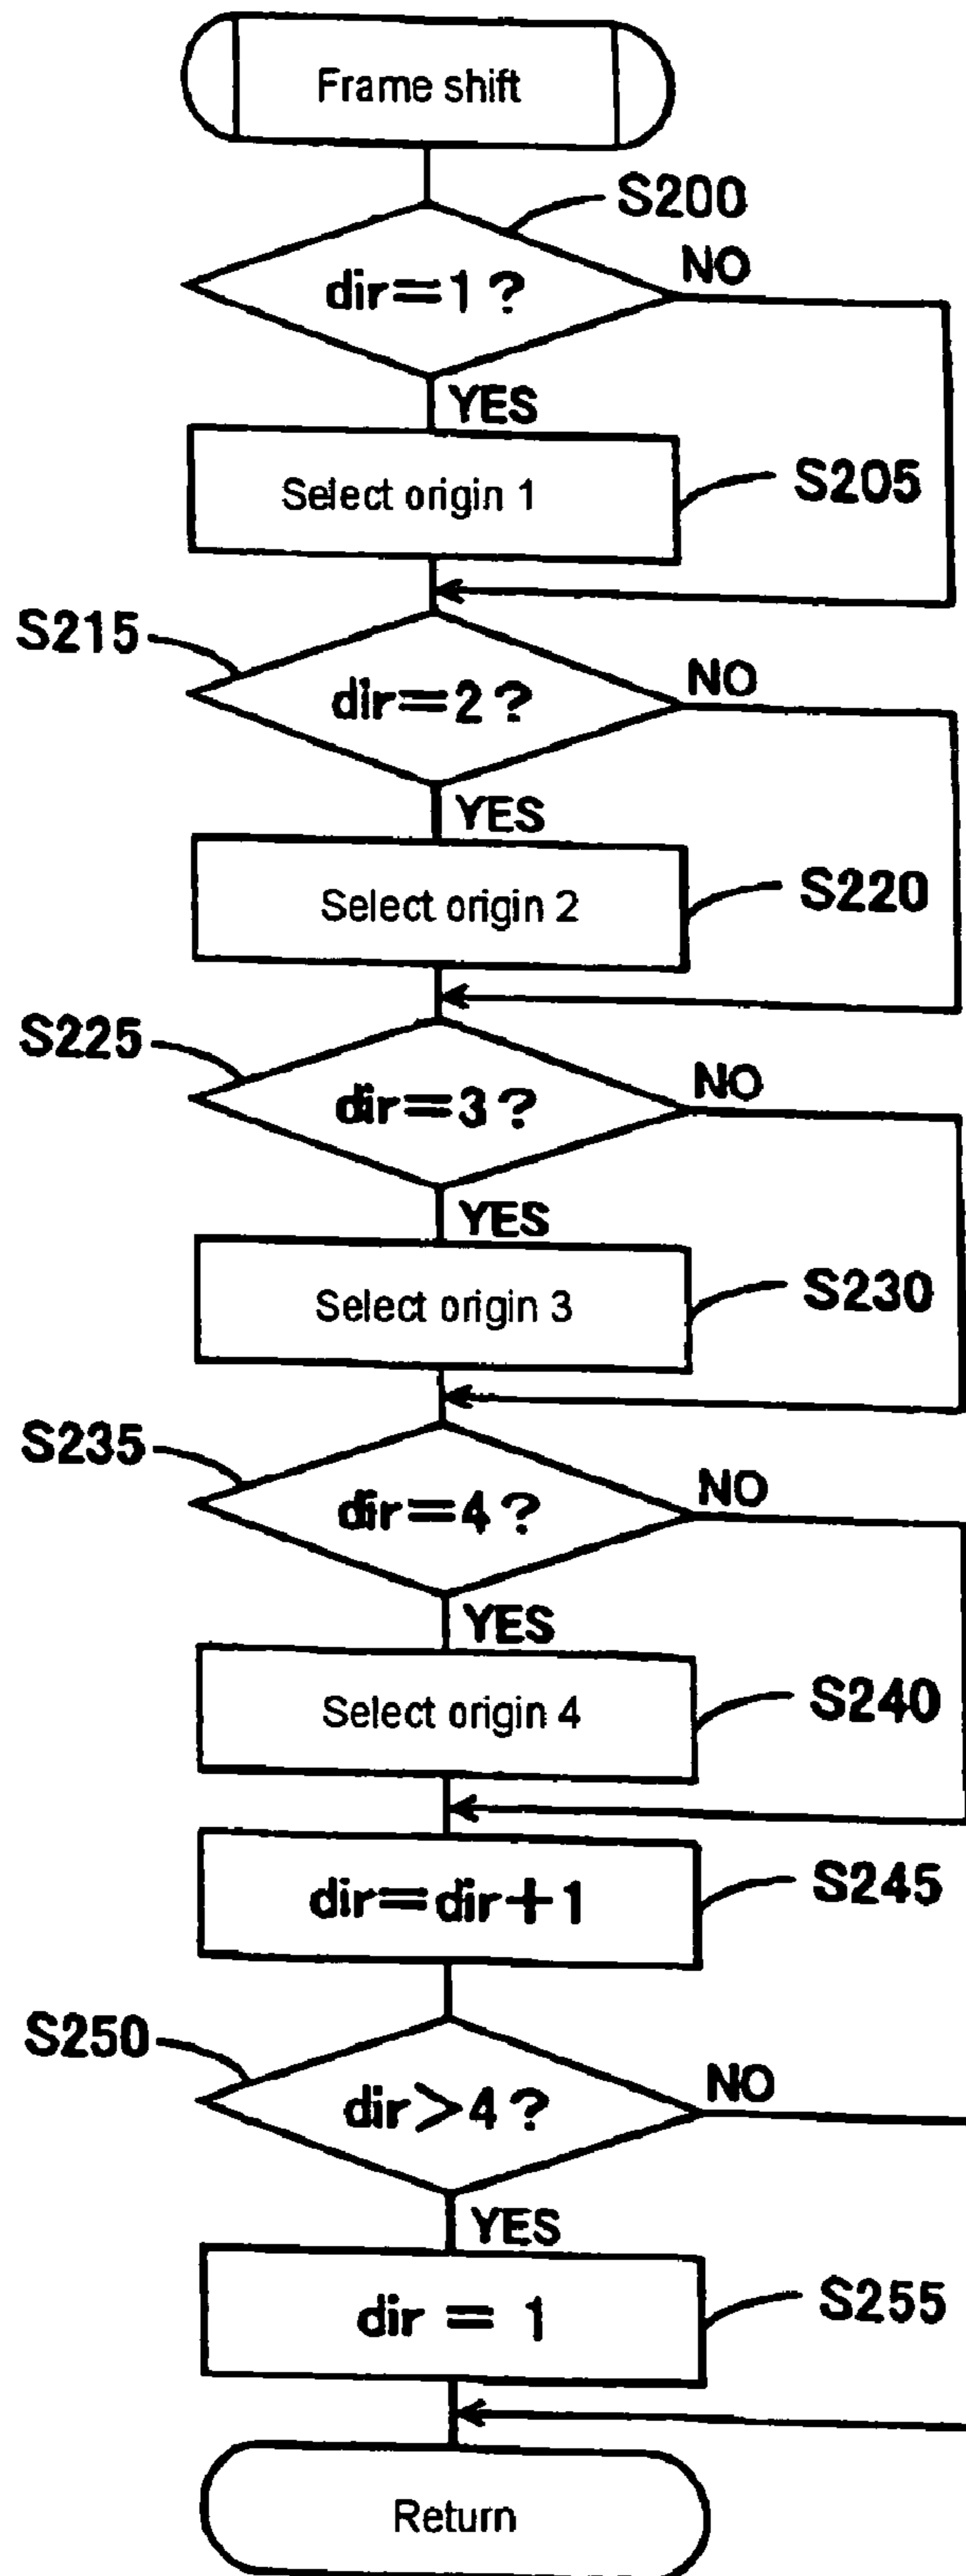 Frame shift
S200
dir=1?
NO
YES
Select origin 1
S205
S215
dir=2?
NO
YES
Select origin 2
S220
S225
dir=3?
NO
YES
Select origin 3
S230
S235
dir=4?
NO
YES
Select origin 4
S240
dir=dir+1
S245
S250
dir>4?
NO
YES
dir = 1
S255
Return